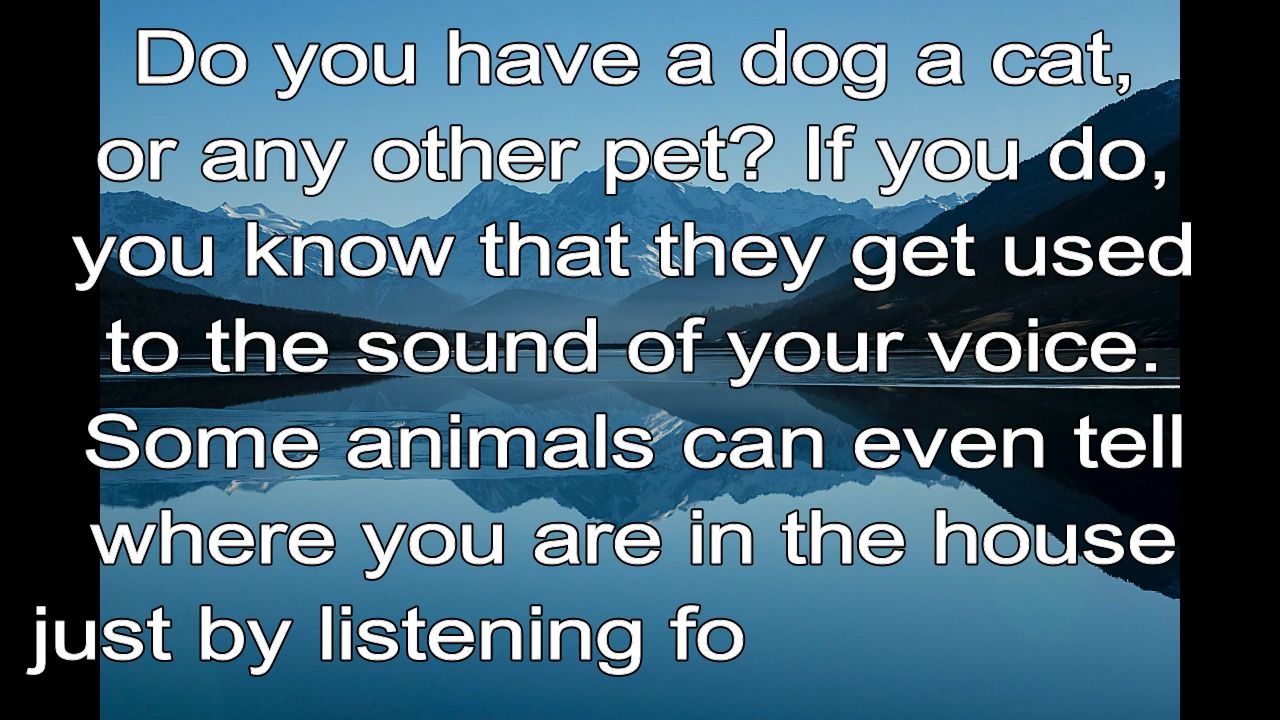 Do you have a dog a cat,
or any other pet? If you do,
you know that they get used
to the sound of your voice.
Some animals can even tell
where you are in the house
just by listening fo